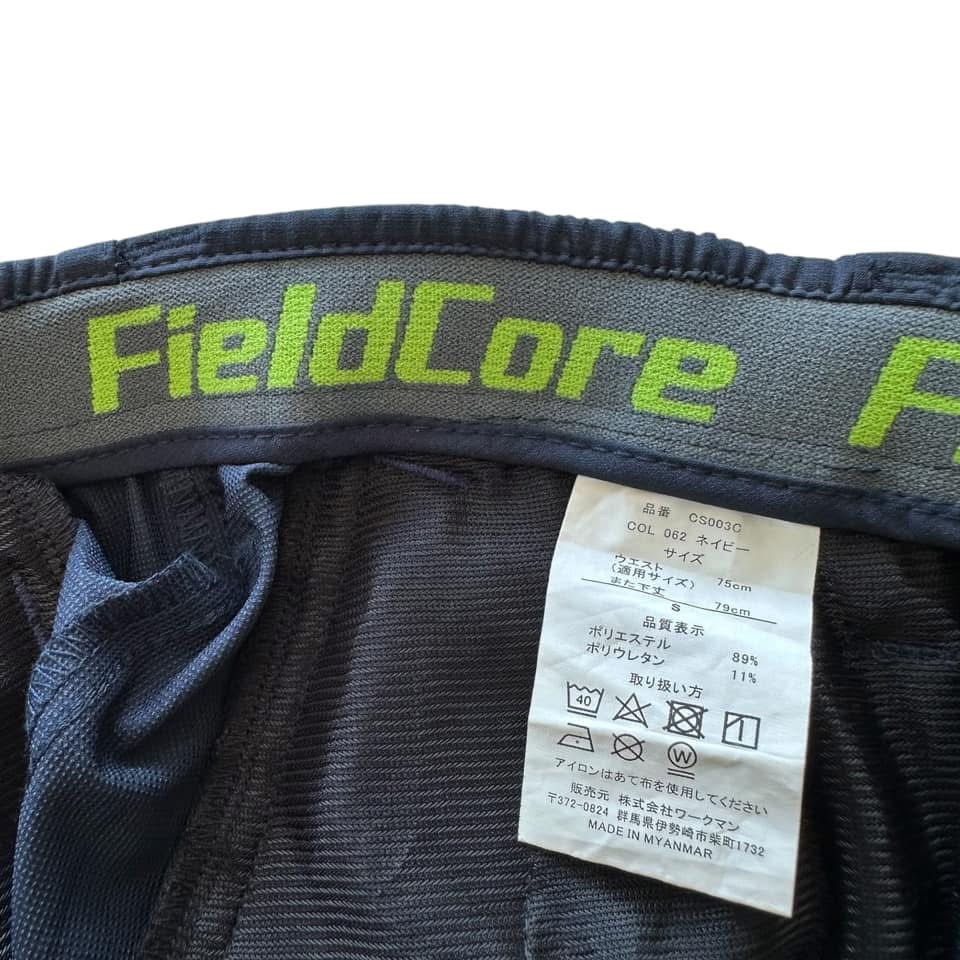 FieldCore F
品番 CS003C
COL 062 ネイビー
サイズ
ウエスト
(適用サイズ) 75cm
また下丈 79cm
S
品質表示
ポリエステル 89%
ポリウレタン 11%
取り扱い方
40
W
アイロンはあて布を使用してください
販売元 株式会社ワークマン
〒372-0824 群馬県伊勢崎市柴町1732
MADE IN MYANMAR